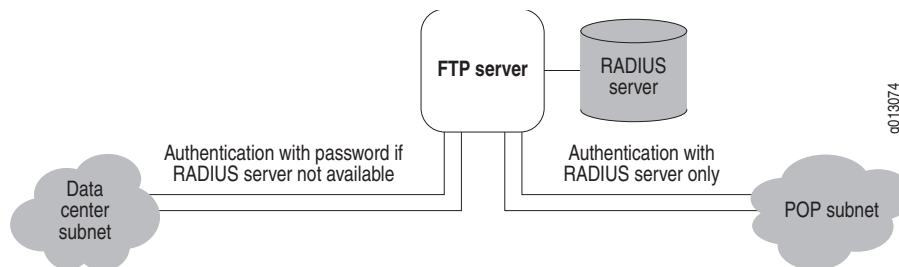 FTP server
RADIUS
server
g013074
Authentication with password if
RADIUS server not available
Authentication with
RADIUS server only
Data
center
subnet
POP subnet